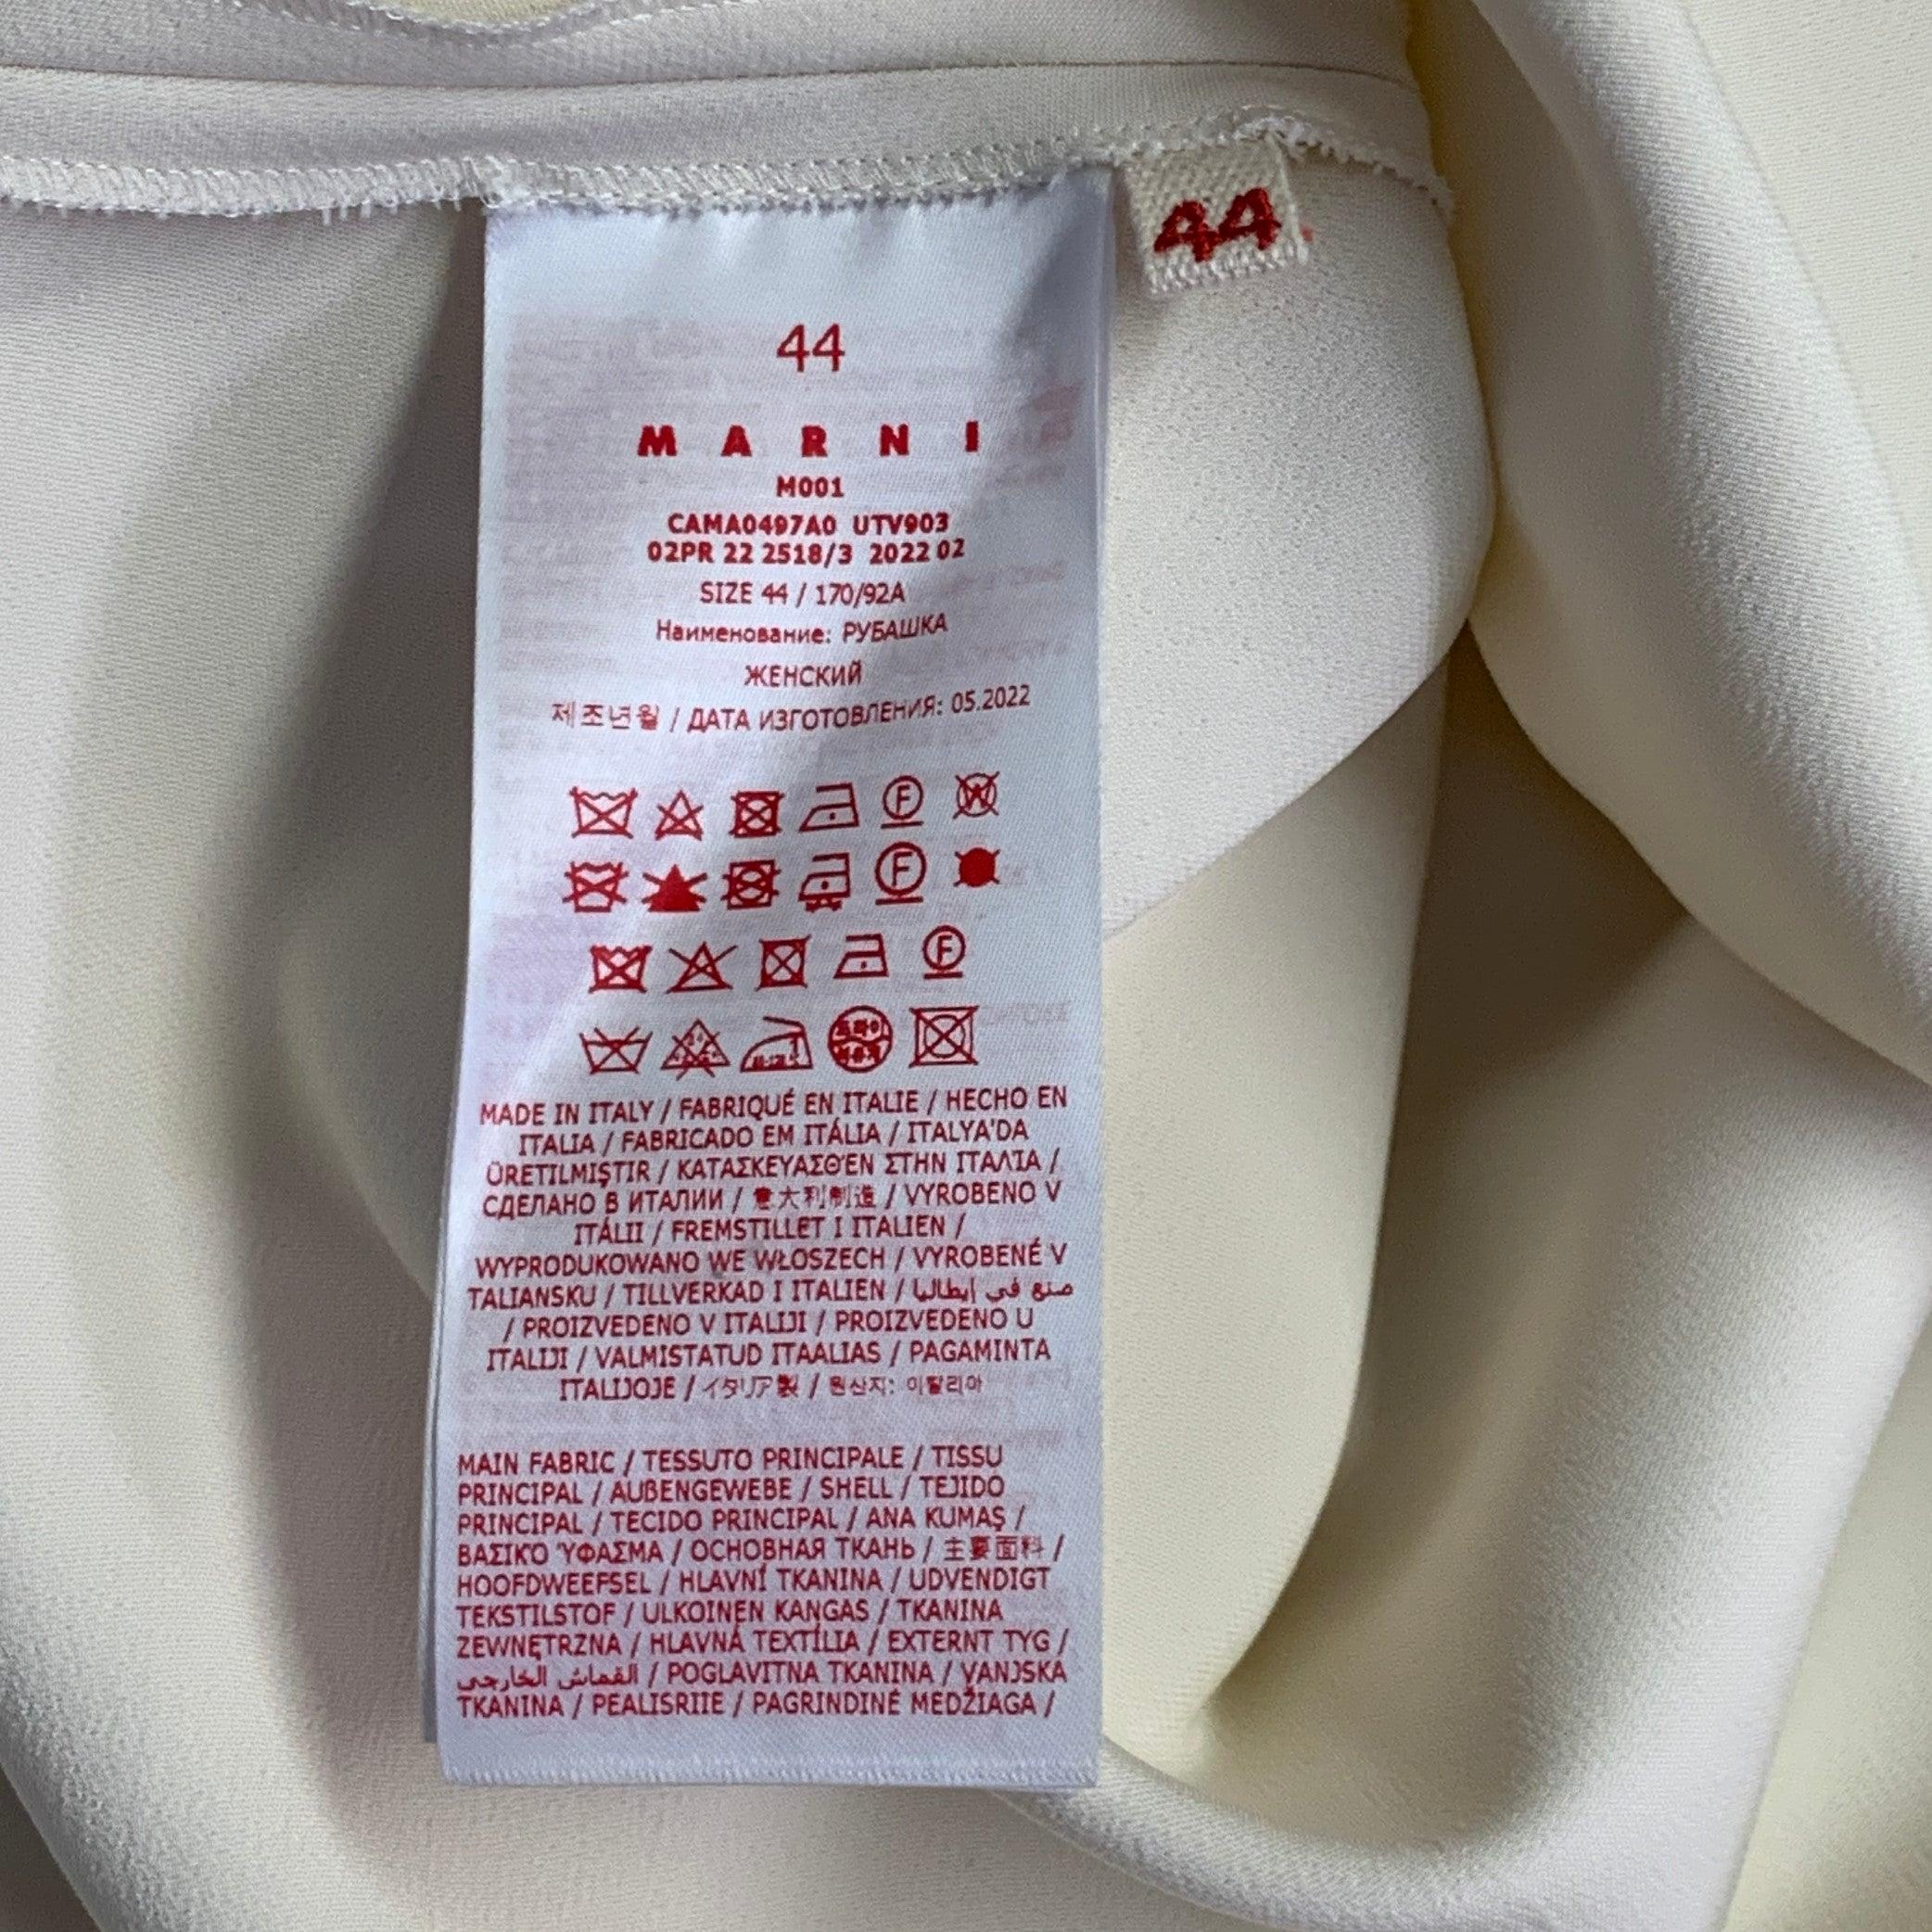 44
44
MARNI
M001
CAMA0497A0 UTV903
02PR 22 2518/3 2022 02
SIZE 44 / 170/92A
Наименование: РУБАШКА
ЖЕНСКИЙ
제조년월 / ДАТА ИЗГОТОВЛЕНИЯ: 05.2022
F W
F
F
MADE IN ITALY / FABRIQUÉ EN ITALIE / HECHO EN
ITALIA / FABRICADO EM ITÁLIA / ITALYA'DA
ÜRETILMIŞTIR / ΚΑΤΑΣΚΕΥΑΣΘΈΝ ΣΤΗΝ ΙΤΑΛΊΑ /
СДЕЛАНО В ИТАЛИИ / 意大利制造 / VYROBENO V
ITÁLII / FREMSTILLET I ITALIEN /
WYPRODUKOWANO WE WŁOSZECH / VYROBENÉ V
TALIANSKU / TILLVERKAD I ITALIEN / صنع في إيطاليا
/ PROIZVEDENO V ITALIJI / PROIZVEDENO U
ITALIJI / VALMISTATUD ITAALIAS / PAGAMINTA
ITALIJOJE / イタリア製 / 원산지: 이탈리아
MAIN FABRIC / TESSUTO PRINCIPALE / TISSU
PRINCIPAL / AUßENGEWEBE / SHELL / TEJIDO
PRINCIPAL / TECIDO PRINCIPAL / ANA KUMAŞ /
ΒΑΣΙΚΌ ΎΦΑΣΜΑ / ОСНОВНАЯ ТКАНЬ / 主要面料 /
HOOFDWEEFSEL / HLAVNÍ TKANINA / UDVENDIGT
TEKSTILSTOF / ULKOINEN KANGAS / TKANINA
ZEWNĘTRZNA / HLAVNÁ TEXTÍLIA / EXTERNT TYG /
القماش الخارجي / POGLAVITNA TKANINA / VANJSKA
TKANINA / PEALISRIIE / PAGRINDINĖ MEDŽIAGA /